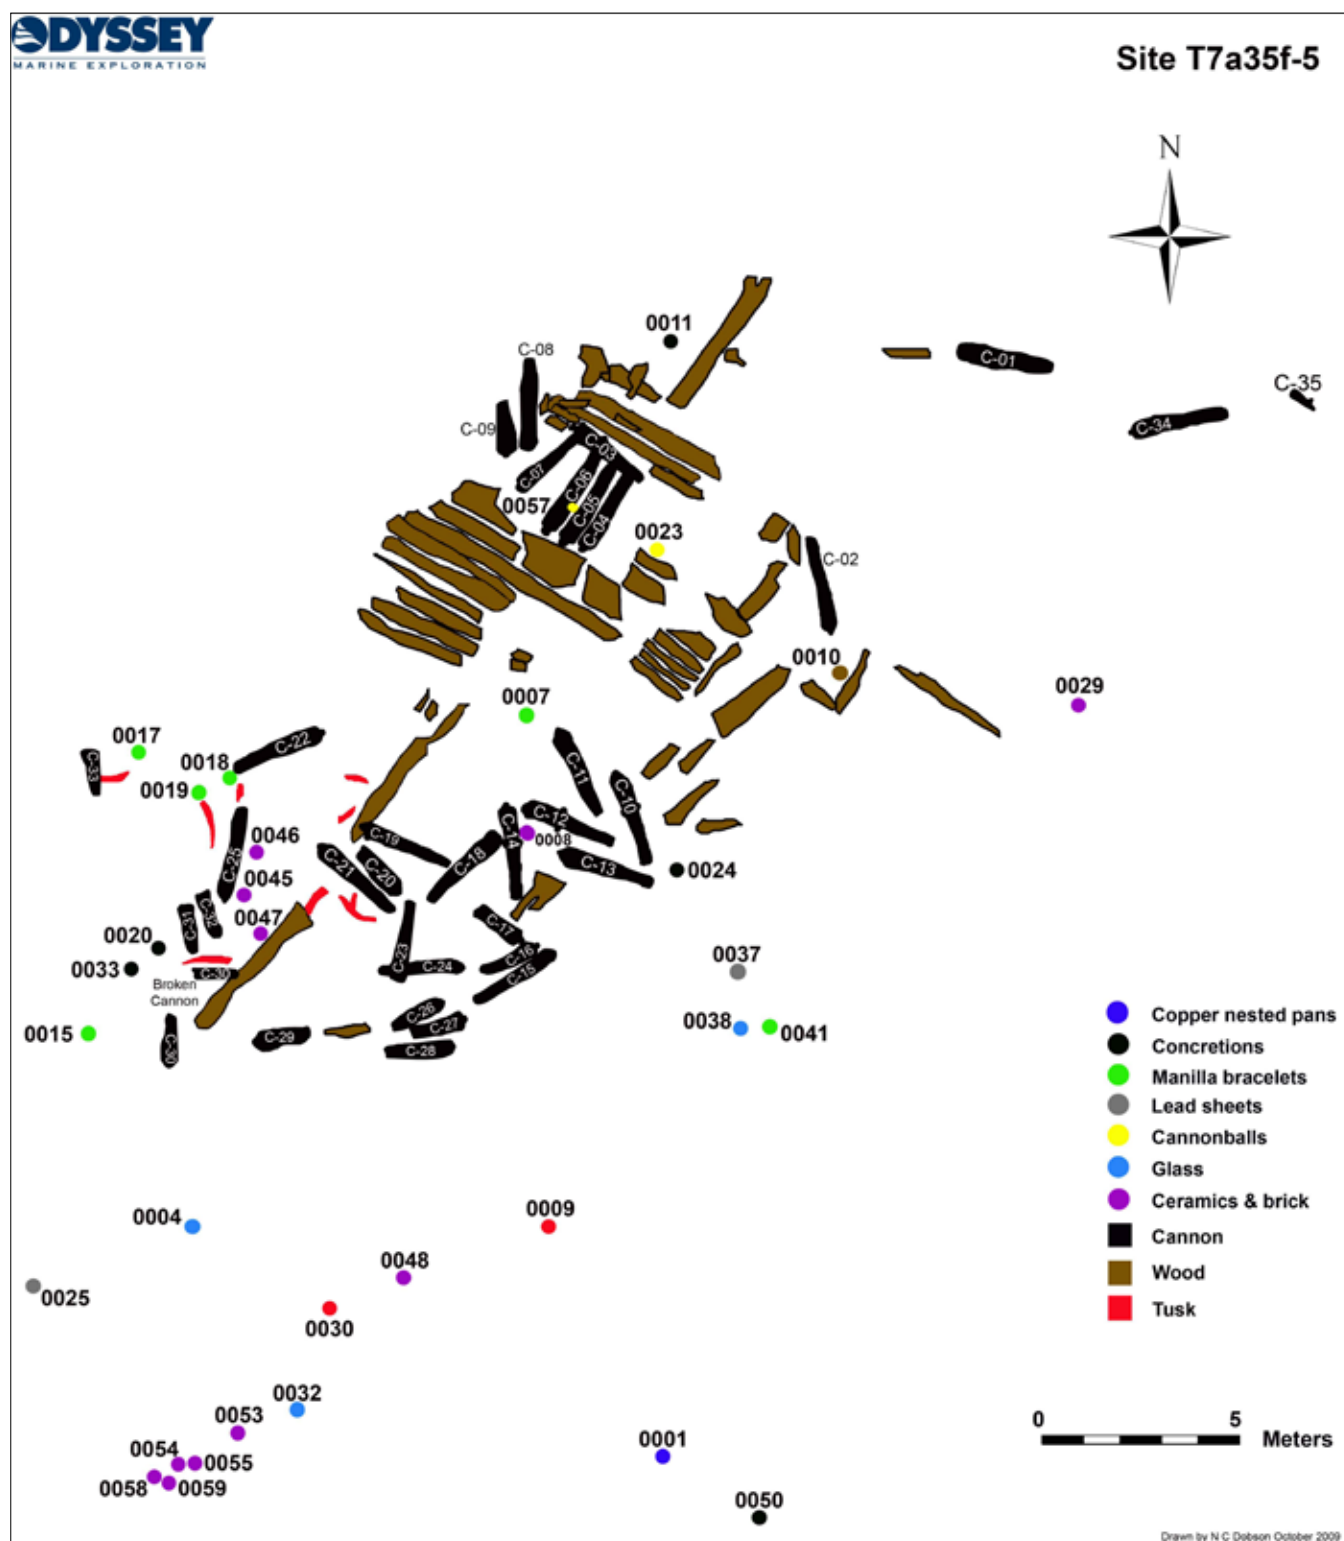 ODYSSEY
MARINE EXPLORATION
Site T7a35f-5
N
0011
C-08
C-01
C-35
C-34
C-09
C-03
C-07
C-06
0057
C-05
C-04
0023
C-02
0010
0029
0007
0017
C-22
C-33
0018
C-11
0019
C-10
C-12
0046
C-19
C-14
0008
C-25
C-21
C-18
C-20
C-13
0024
0045
C-32
C-31
0047
C-17
0020
C-23
C-16
0033
C-30
C-24
C-15
0037
Broken
Cannon
C-26
0015
C-30
C-29
C-27
C-28
0038
0041
Copper nested pans
Concretions
Manilla bracelets
Lead sheets
Cannonballs
Glass
Ceramics & brick
Cannon
Wood
Tusk
0004
0009
0048
0025
0030
0032
0053
0054
0055
0058
0059
0001
0050
0 5
Meters
Drawn by N C Dobson October 2009